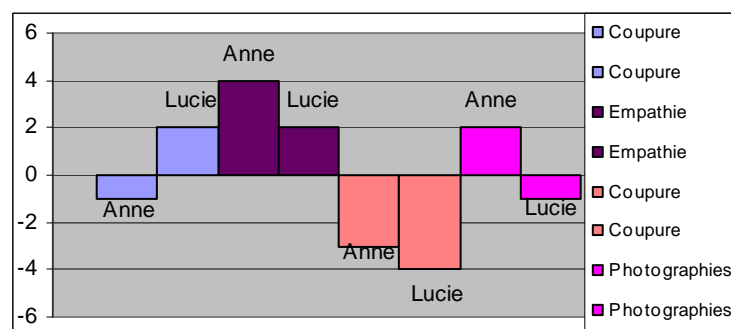 6
4
2
0
-2
-4
-6
Anne
Lucie
Anne
Lucie
Anne
Lucie
Anne
Lucie
Coupure
Coupure
Empathie
Empathie
Coupure
Coupure
Photographies
Photographies